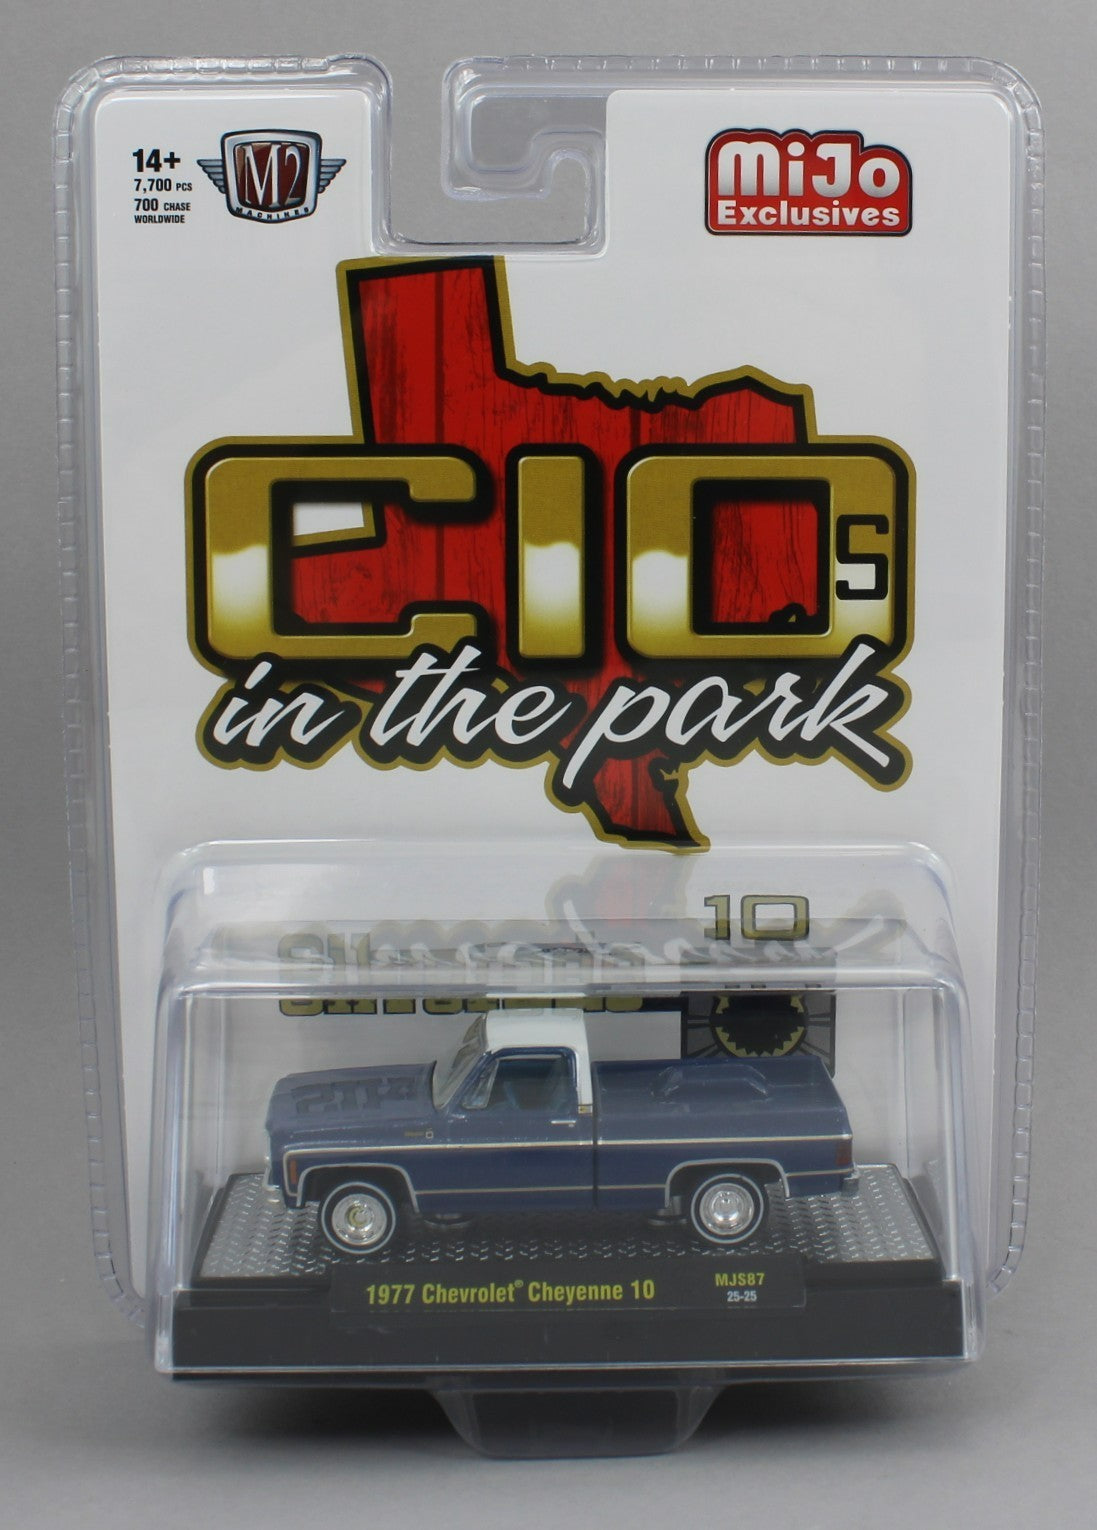 14+
7,700 PCS
700 CHASE
WORLDWIDE
M2
MACHINES
MiJo
Exclusives
C10s
in the park
10
1977 Chevrolet® Cheyenne 10
MJS87
25-25